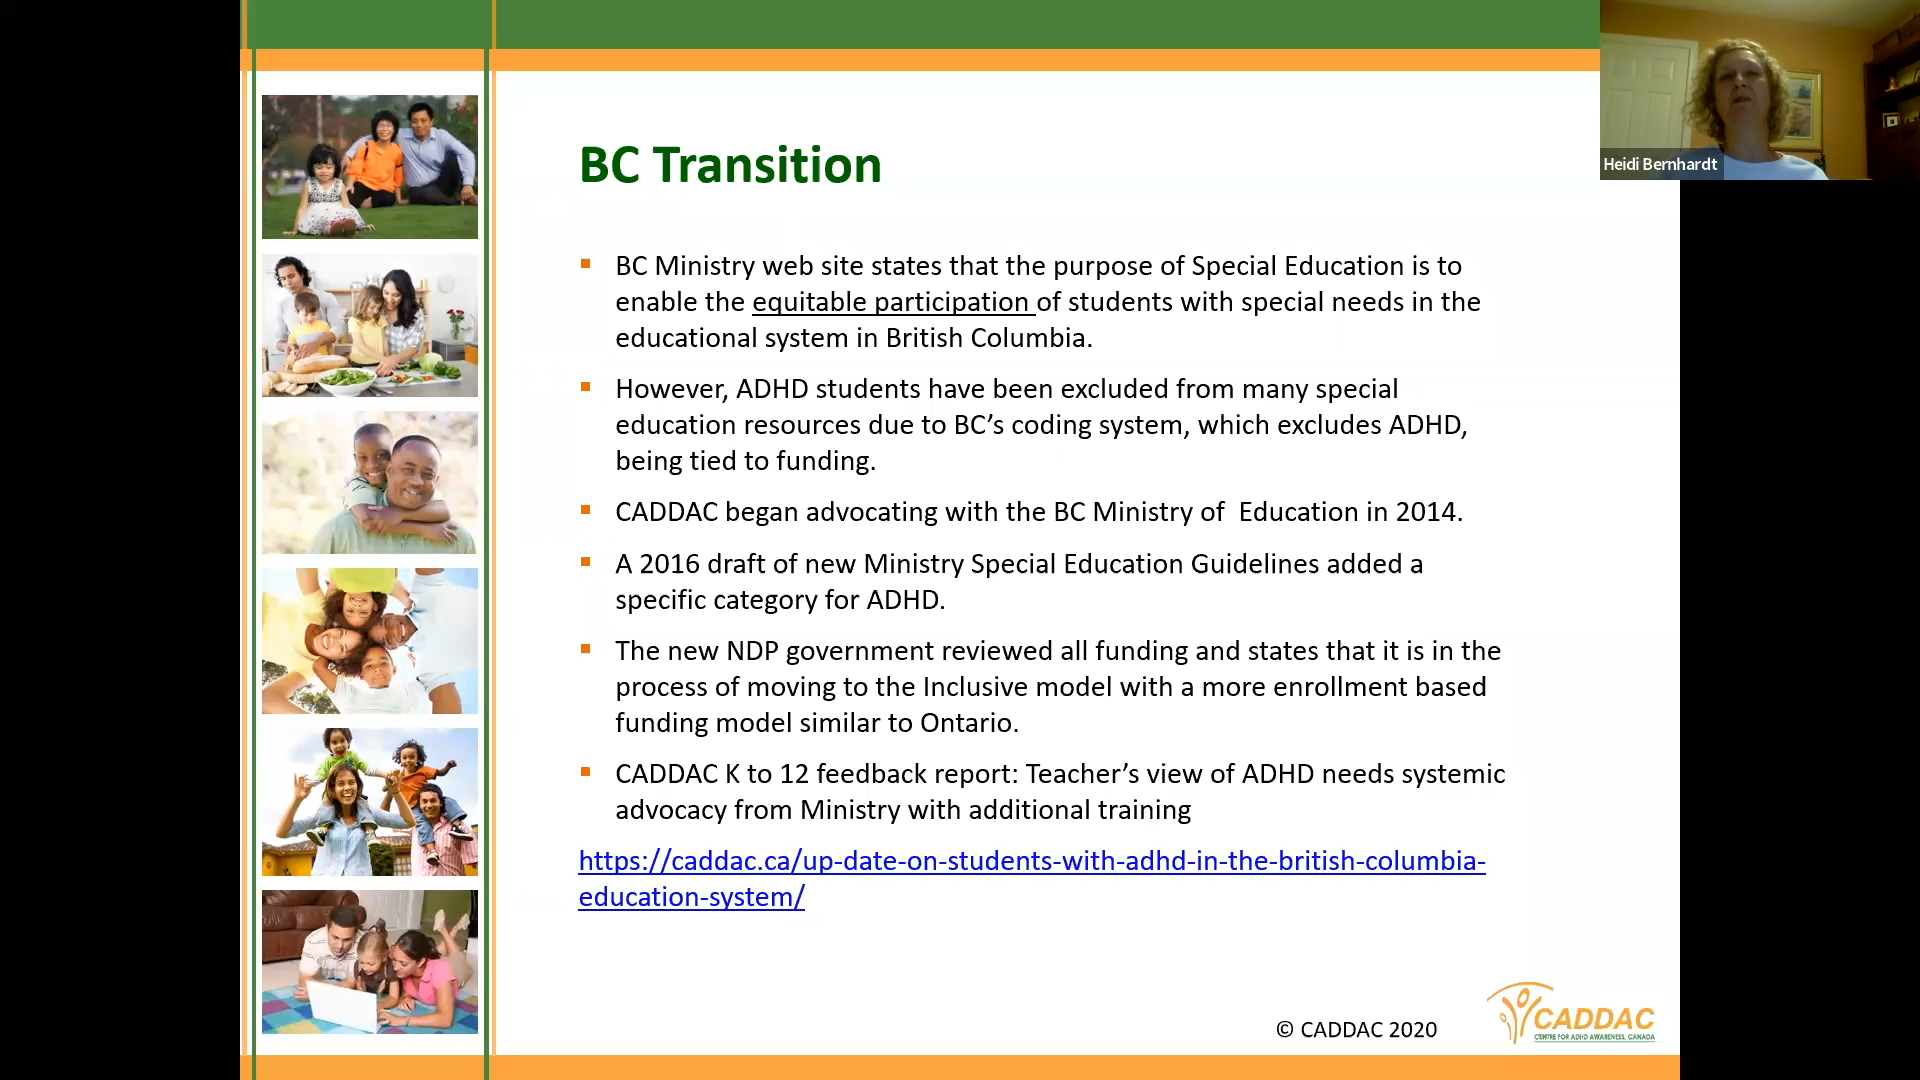 Heidi Bernhardt
BC Transition
BC Ministry web site states that the purpose of Special Education is to
enable the equitable participation of students with special needs in the
educational system in British Columbia.
However, ADHD students have been excluded from many special
education resources due to BC’s coding system, which excludes ADHD,
being tied to funding.
CADDAC began advocating with the BC Ministry of  Education in 2014.
A 2016 draft of new Ministry Special Education Guidelines added a
specific category for ADHD.
The new NDP government reviewed all funding and states that it is in the
process of moving to the Inclusive model with a more enrollment based
funding model similar to Ontario.
CADDAC K to 12 feedback report: Teacher’s view of ADHD needs systemic
advocacy from Ministry with additional training
https://caddac.ca/up-date-on-students-with-adhd-in-the-british-columbia-
education-system/
© CADDAC 2020
CADDAC
CENTRE FOR ADHD AWARENESS, CANADA